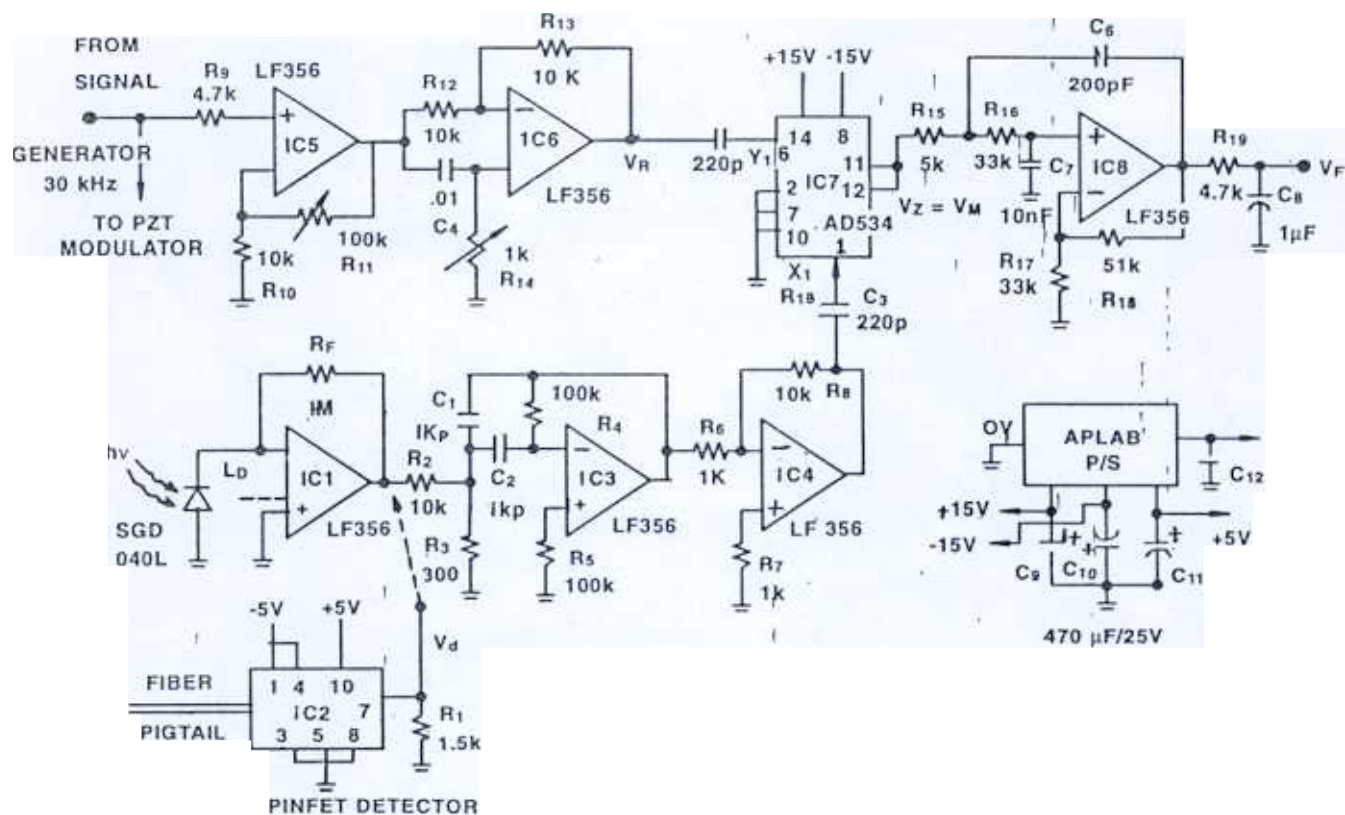 FROM
SIGNAL
GENERATOR
30 kHz
TO PZT
MODULATOR
R9
4.7k
LF356
+
IC5
10k
R10
100k
R11
R12
10k
.01
C4
1k
R14
R13
10 K
−
1C6
LF356
VR
220p
Y1
+15V -15V
14
8
6
2
7
10
11
12
IC7
AD534
1
X1
R18
C3
220p
VZ = VM
R15
5k
R16
33k
C7
10nF
C6
200pF
+
IC8
−
LF356
R17
33k
51k
R18
R19
4.7k
C8
1μF
VF
hν
LD
SGD
040L
RF
1M
IC1
+
LF356
R2
10k
R3
300
C1
IKP
C2
ikp
100k
R4
−
iC3
+
LF356
R5
100k
R6
1K
10k
R8
−
iC4
+
LF 356
R7
1k
OV
APLAB
P/S
C12
+15V
-15V
+5V
C9
C10
C11
+
+
+
470 μF/25V
-5V
+5V
Vd
FIBER
PIGTAIL
1 4 10
iC2 7
3 5 8
R1
1.5k
PINFET DETECTOR